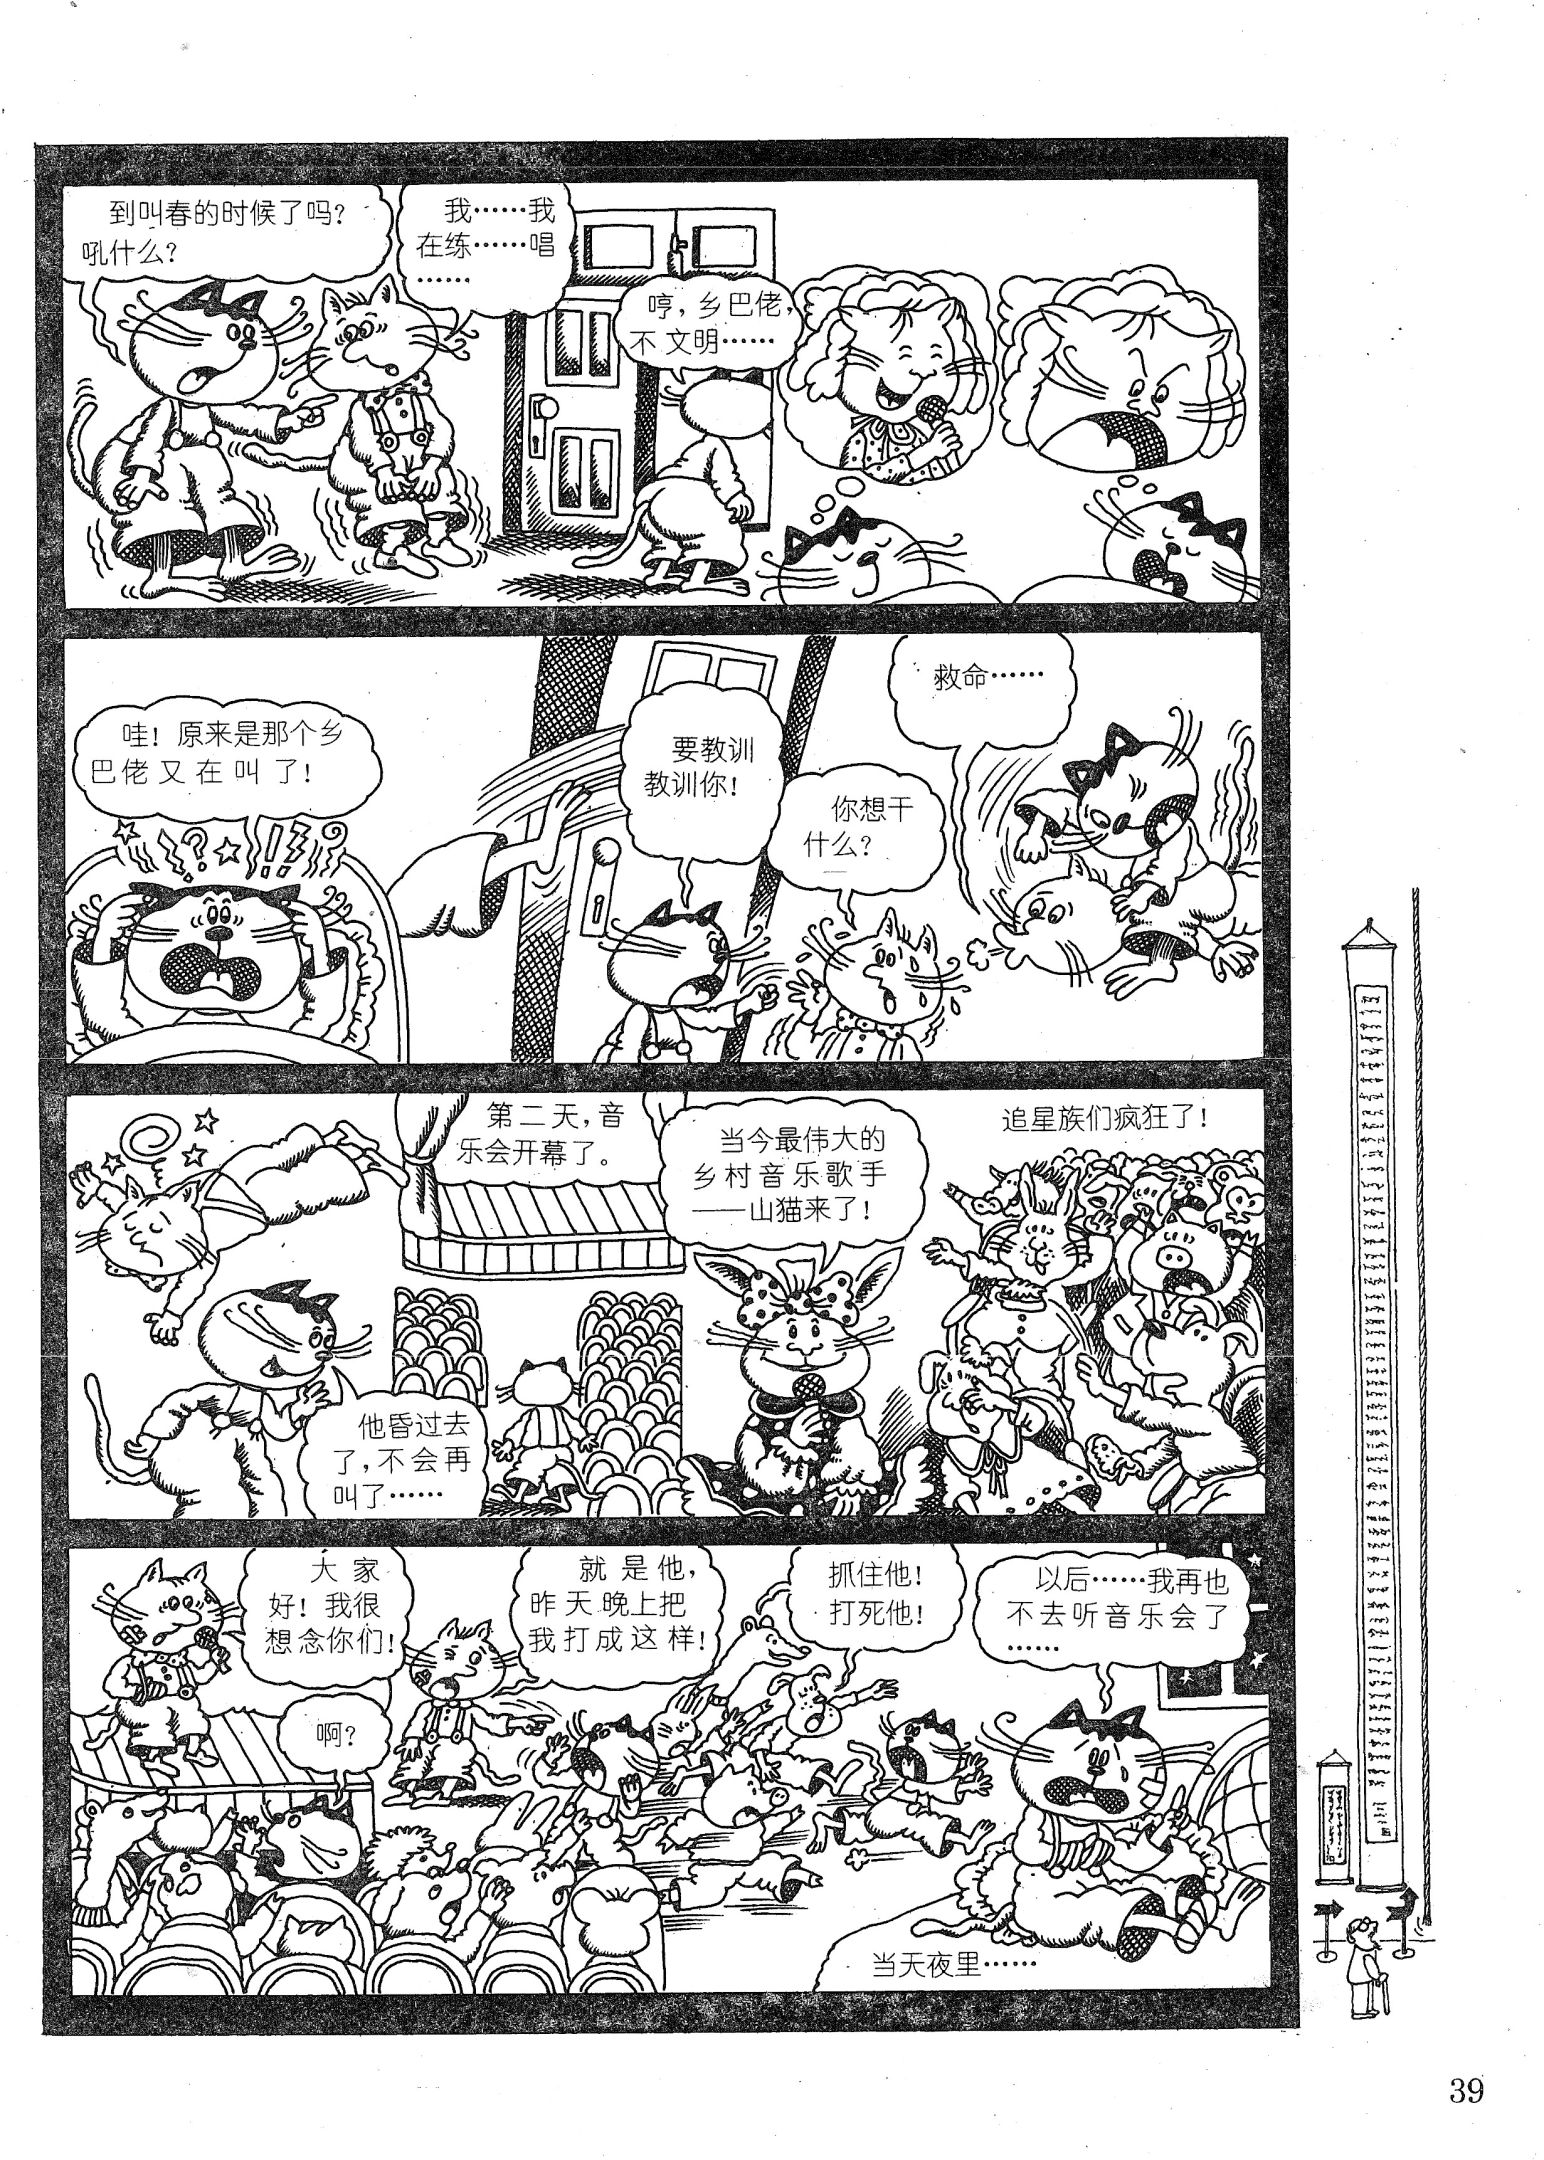 到叫春的时候了吗?
吼什么?
我……我
在练……唱
……
哼,乡巴佬,
不文明……
哇!原来是那个乡
巴佬又在叫了!
要教训
教训你!
你想干
什么?
救命……
他昏过去
了,不会再
叫了……
第二天,音
乐会开幕了。
当今最伟大的
乡村音乐歌手
——山猫来了!
追星族们疯狂了!
大家
好!我很
想念你们!
啊?
就是他,
昨天晚上把
我打成这样!
抓住他!
打死他!
以后……我再也
不去听音乐会了
……
当天夜里……
39